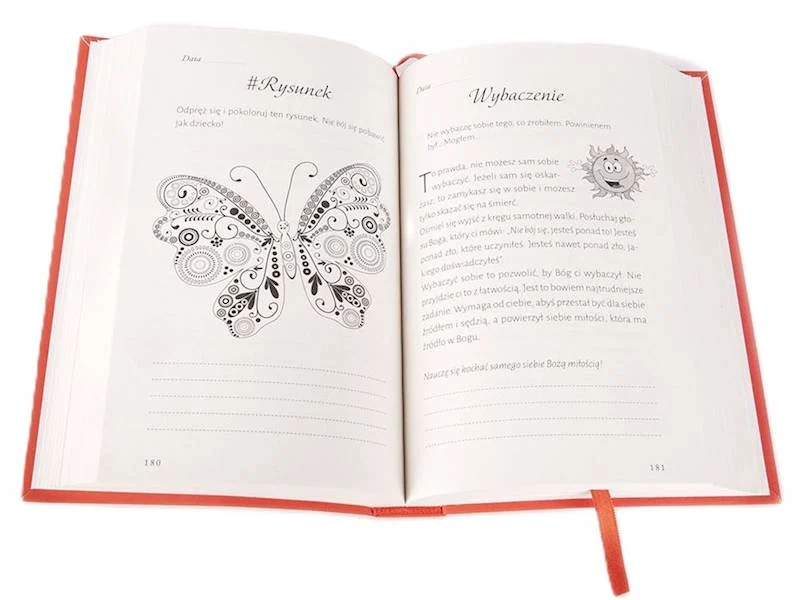 Data
#Rysunek
Odpręż się i pokoloruj ten rysunek. Nie bój się pobawić
jak dziecko!
180
Data
Wybaczenie
Nie wybaczę sobie tego, co zrobiłem. Powinienem
był... Mogłem...
To prawda, nie możesz sam sobie
wybaczyć. Jeżeli sam się oskar-
żasz, to zamykasz się w sobie i możesz
tylko skazać się na śmierć.
Ośmiel się wyjść z kręgu samotnej walki. Posłuchaj gło-
su Boga, który ci mówi: „Nie bój się, jesteś ponad to! Jesteś
ponad zło, które uczyniłeś. Jesteś nawet ponad zło, ja-
kiego doświadczyłeś”.
Wybaczyć sobie to pozwolić, by Bóg ci wybaczył. Nie
przyjdzie ci to z łatwością. Jest to bowiem najtrudniejsze
zadanie. Wymaga od ciebie, abyś przestał być dla siebie
źródłem i sędzią, a powierzył siebie miłości, która ma
źródło w Bogu.
Nauczę się kochać samego siebie Bożą miłością!
181